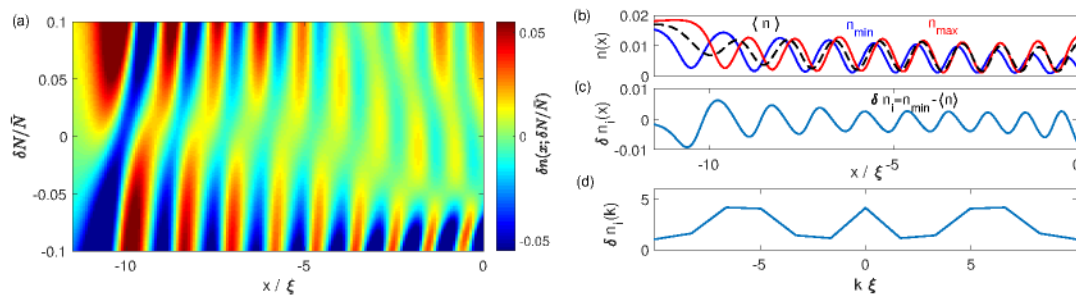 (a)
δN/N̄
0.1
0.05
0
-0.05
-0.1
-10
-5
0
x / ξ
0.05
0
-0.05
δn(x; δN/N̄)
(b)
n(x)
0.02
0.01
0
⟨ n ⟩
n_min
n_max
(c)
δ n_i(x)
0.01
0
-0.01
δ n_i=n_min-⟨n⟩
-10
-5
0
x / ξ
(d)
δ n_i(k)
5
0
-5
0
5
k ξ